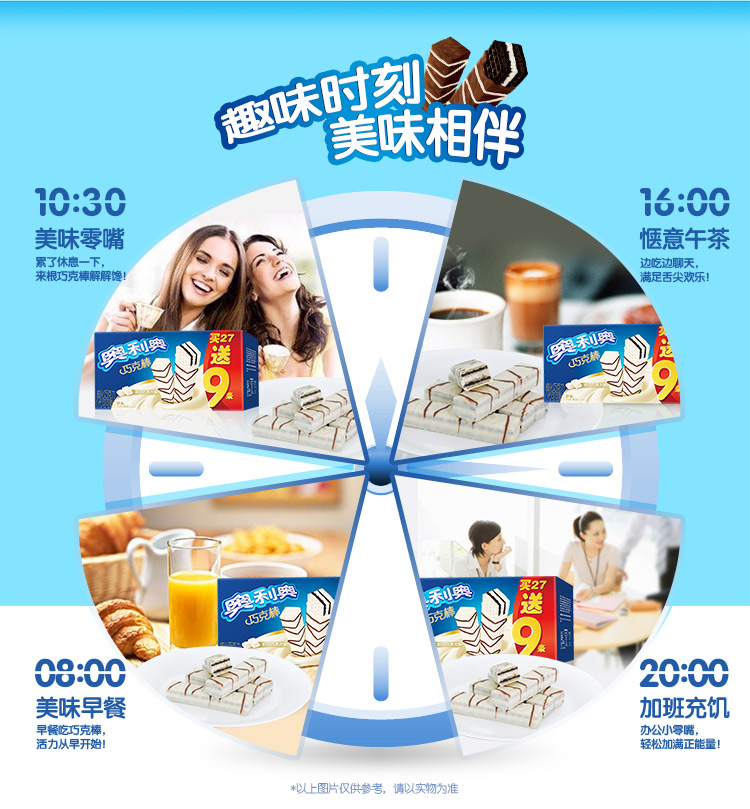 趣味时刻
美味相伴
10:30
美味零嘴
累了休息一下，
来根巧克棒解解馋！
16:00
惬意午茶
边吃边聊天，
满足舌尖欢乐！
奥利奥
巧克棒
买27
送
9条
奥利奥
巧克棒
买27
送
9
奥利奥
巧克棒
奥利奥
巧克棒
买27
送
9条
08:00
美味早餐
早餐吃巧克棒，
活力从早开始！
20:00
加班充饥
办公小零嘴，
轻松加满正能量！
*以上图片仅供参考，请以实物为准